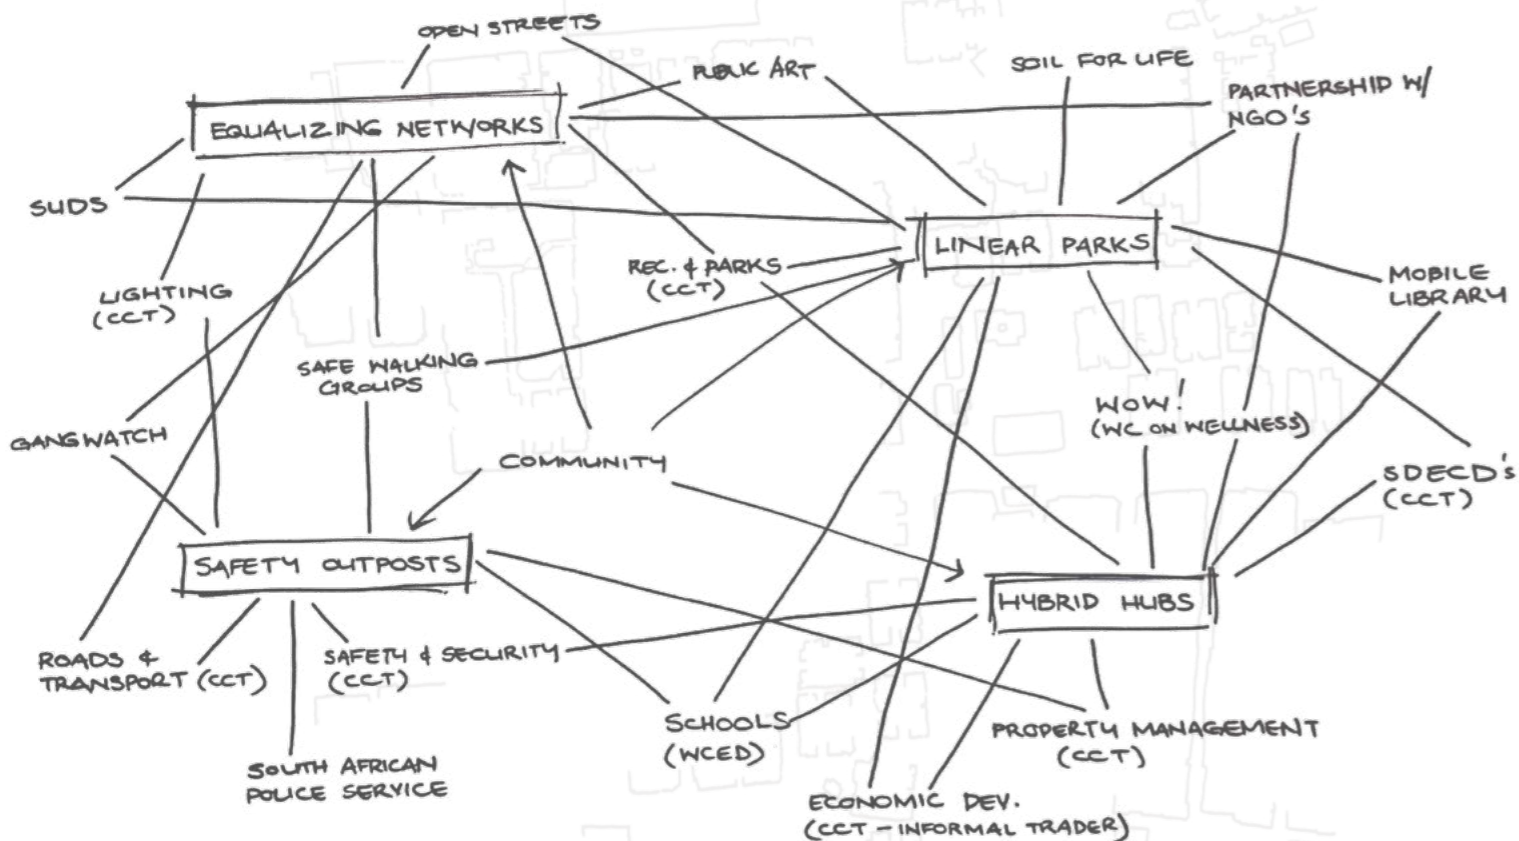 OPEN STREETS
PUBLIC ART
SOIL FOR LIFE
PARTNERSHIP W/
NGO's
EQUALIZING NETWORKS
SUDS
LINEAR PARKS
REC. & PARKS
(CCT)
MOBILE
LIBRARY
LIGHTING
(CCT)
SAFE WALKING
GROUPS
WOW!
(WC ON WELLNESS)
GANGWATCH
COMMUNITY
SDECD's
(CCT)
SAFETY OUTPOSTS
HYBRID HUBS
ROADS &
TRANSPORT (CCT)
SAFETY & SECURITY
(CCT)
SCHOOLS
(WCED)
PROPERTY MANAGEMENT
(CCT)
SOUTH AFRICAN
POLICE SERVICE
ECONOMIC DEV.
(CCT - INFORMAL TRADER)